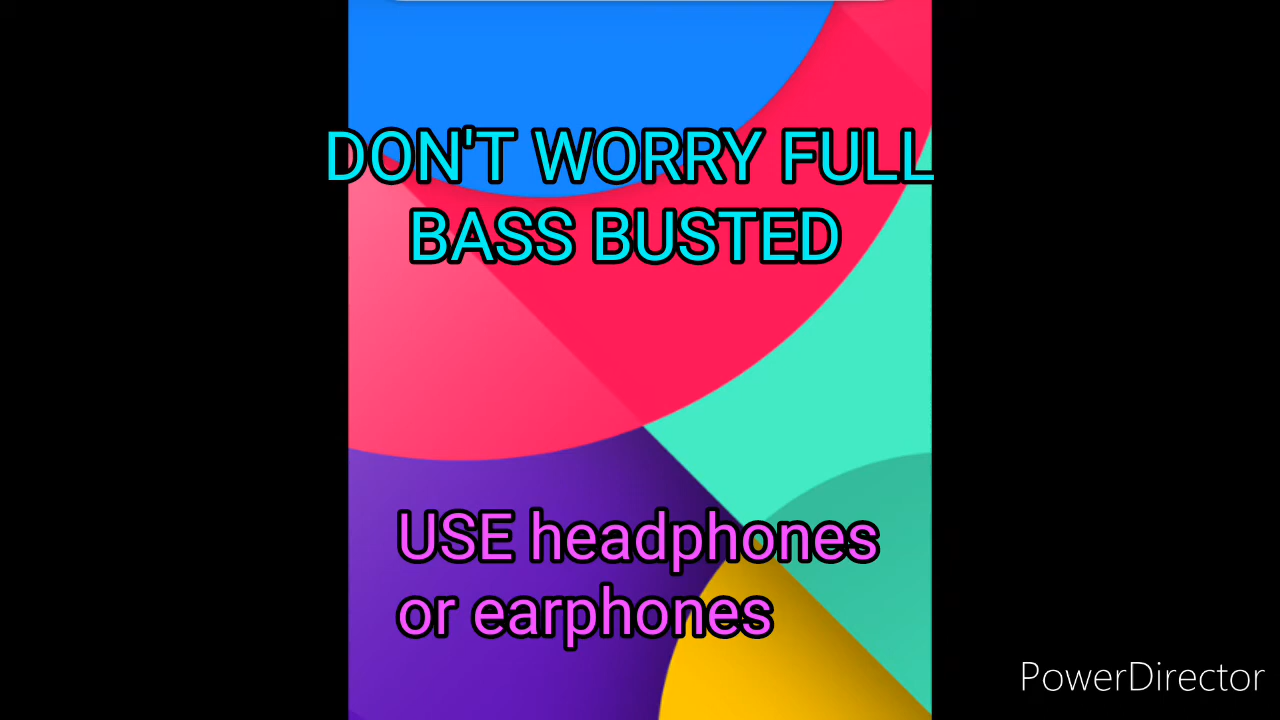 DON'T WORRY FULL
BASS BUSTED
USE headphones
or earphones
PowerDirector